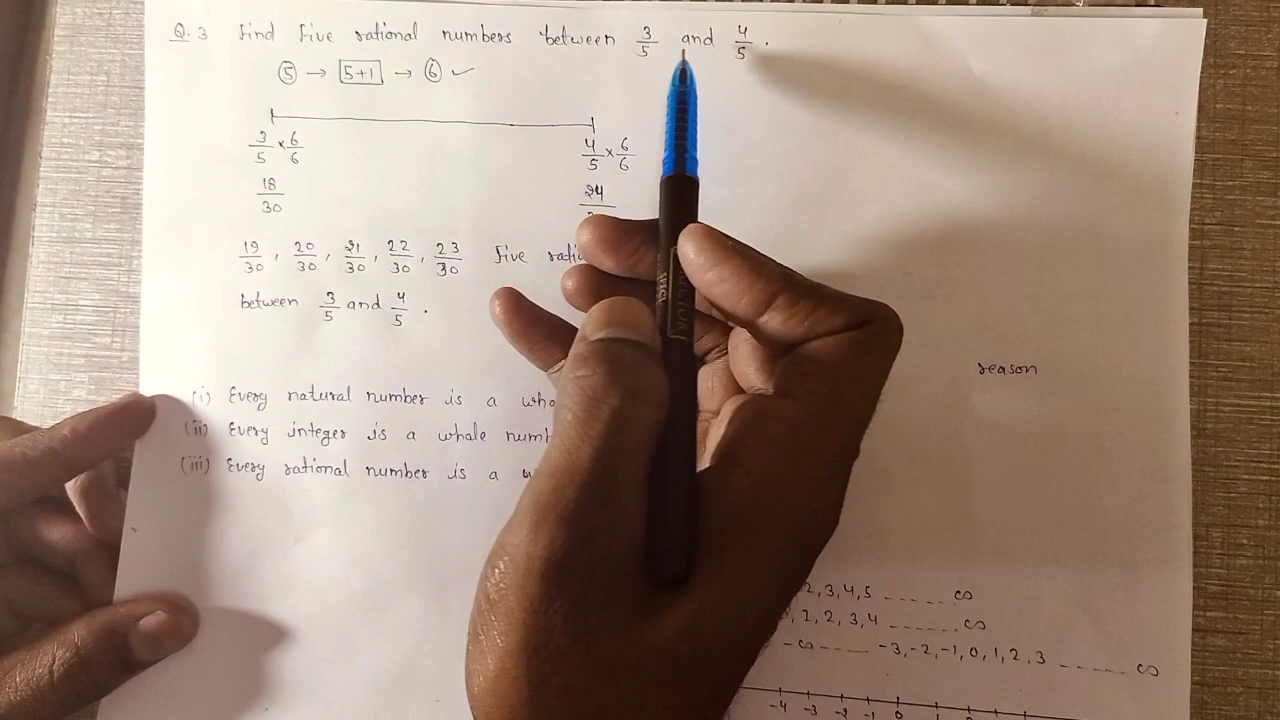 Q.3 Find Five rational numbers between 3/5 and 4/5 .
5 → 5+1 → 6 ✓
3/5 × 6/6 4/5 × 6/6
18/30 24
19/30 , 20/30 , 21/30 , 22/30 , 23/30 Five
between 3/5 and 4/5 .
reason
(i) Every natural number is a
(ii) Every integer is a whole
(iii) Every rational number is a
2, 3, 4, 5 ----- ∞
1, 2, 3, 4 ------ ∞
-∞ ---- -3, -2, -1, 0, 1, 2, 3 ------ ∞
-4 -3 -2 -1 0